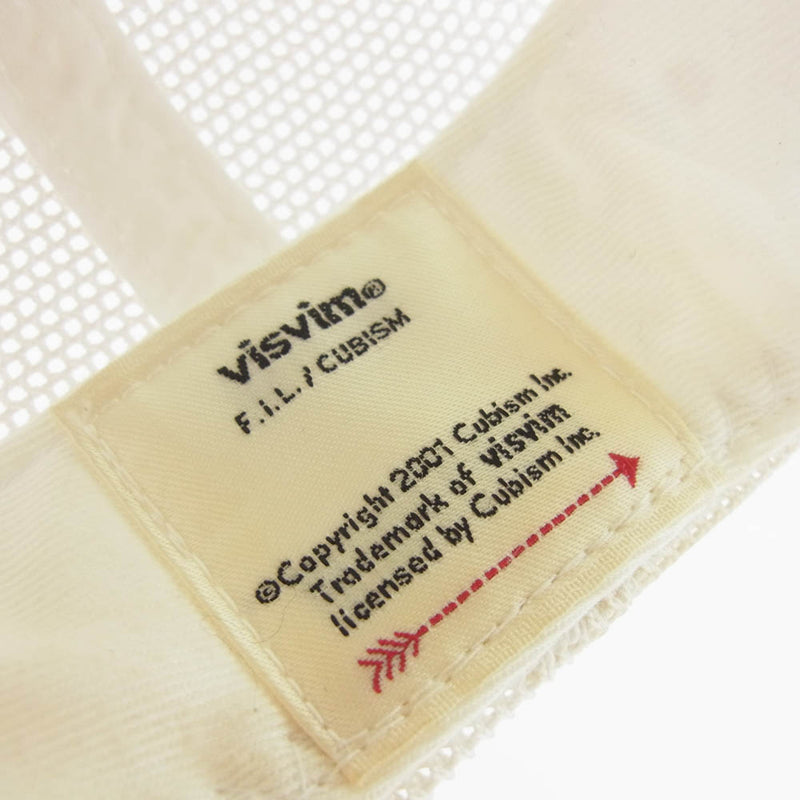 visvim®
F.i.L. / CUBISM
©Copyright 2001 Cubism Inc.
Trademark of visvim
licensed by Cubism Inc.